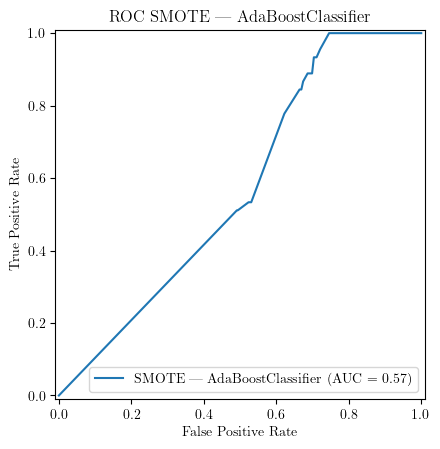 ROC SMOTE — AdaBoostClassifier
1.0
0.8
0.6
0.4
0.2
0.0
True Positive Rate
SMOTE — AdaBoostClassifier (AUC = 0.57)
0.0 0.2 0.4 0.6 0.8 1.0
False Positive Rate